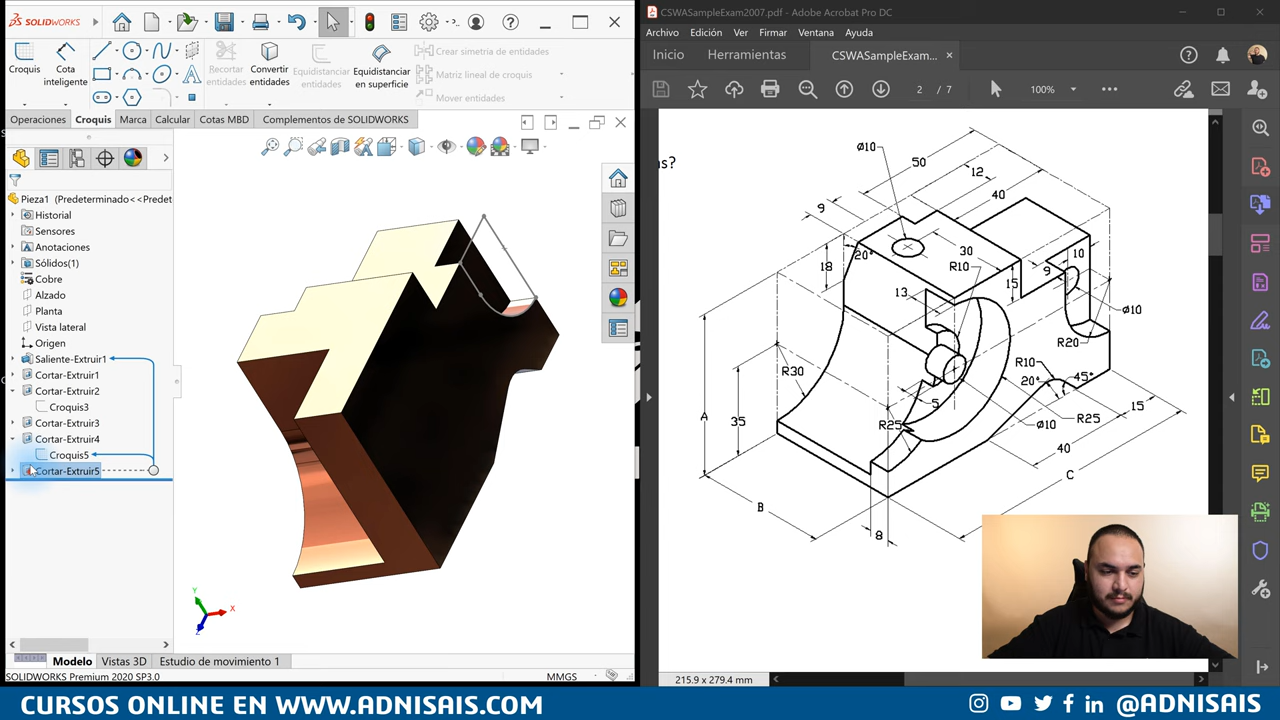 SOLIDWORKS
CSWASampleExam2007.pdf - Adobe Acrobat Pro DC
Archivo Edición Ver Firmar Ventana Ayuda
Inicio Herramientas CSWASampleExam... ×
2 / 7 100%
Croquis
Cota inteligente
Recortar entidades
Convertir entidades
Equidistanciar entidades
Equidistanciar en superficie
Crear simetría de entidades
Matriz lineal de croquis
Mover entidades
Operaciones Croquis Marca Calcular Cotas MBD Complementos de SOLIDWORKS
Pieza1 (Predeterminado<<Predet
Historial
Sensores
Anotaciones
Sólidos(1)
Cobre
Alzado
Planta
Vista lateral
Origen
Saliente-Extruir1
Cortar-Extruir1
Cortar-Extruir2
Croquis3
Cortar-Extruir3
Cortar-Extruir4
Croquis5
Cortar-Extruir5
Y
X
Z
as?
Ø10
50
12
40
9
20°
18
30
R10
15
9
10
13
Ø10
R20
R30
R10
20°
45°
A
35
5
R25
Ø10
R25
15
40
C
B
8
Modelo Vistas 3D Estudio de movimiento 1
SOLIDWORKS Premium 2020 SP3.0
MMGS
215.9 x 279.4 mm
CURSOS ONLINE EN WWW.ADNISAIS.COM
@ADNISAIS